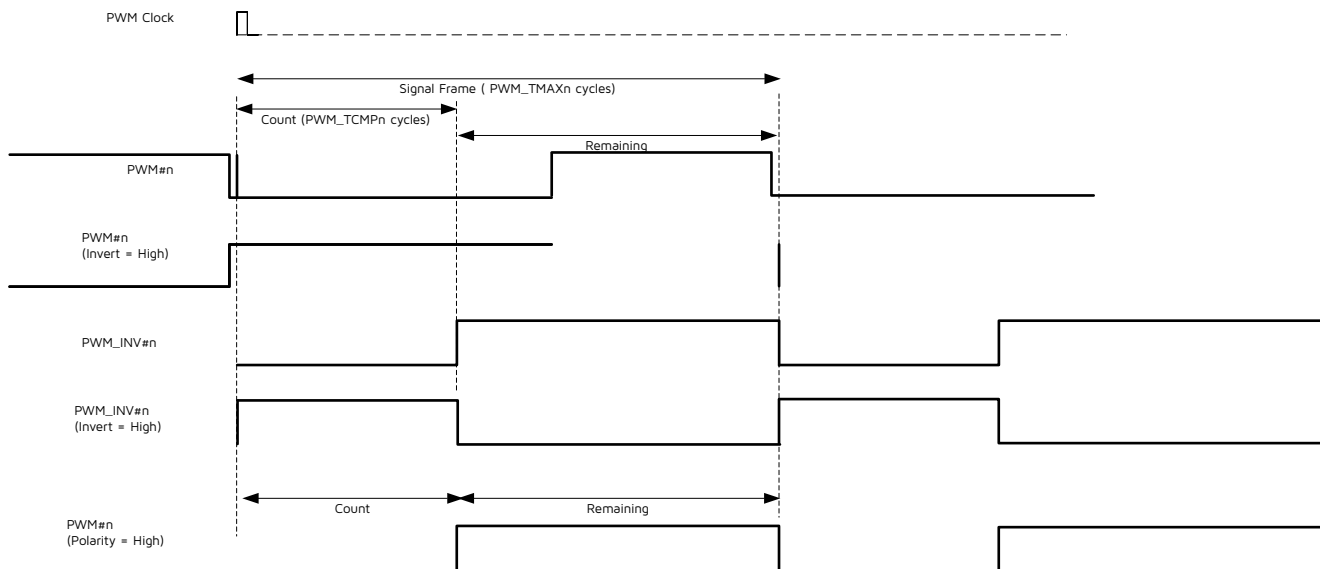 PWM Clock
Signal Frame ( PWM_TMAXn cycles)
Count (PWM_TCMPn cycles)
Remaining
PWM#n
PWM#n
(Invert = High)
PWM_INV#n
PWM_INV#n
(Invert = High)
Count
Remaining
PWM#n
(Polarity = High)